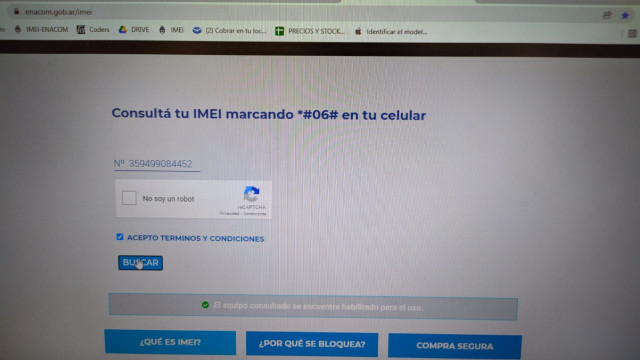 enacom.gob.ar/imei
IMEI-ENACOM Coders DRIVE IMEI (2) Cobrar en tu loc... PRECIOS Y STOCK... Identificar el model...
Consultá tu IMEI marcando *#06# en tu celular
Nº 359499084452
No soy un robot
reCAPTCHA
Privacidad - Condiciones
ACEPTO TERMINOS Y CONDICIONES
BUSCAR
El equipo consultado se encuentra habilitado para el uso.
¿QUÉ ES IMEI? ¿POR QUÉ SE BLOQUEA? COMPRA SEGURA